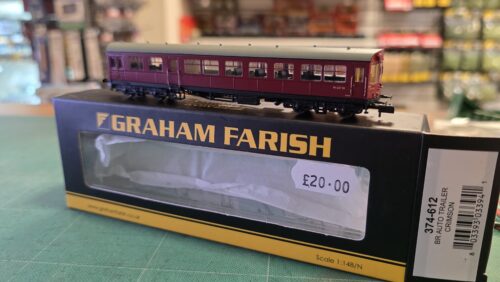 GRAHAM FARISH
£20.00
Scale 1:148/N
374-612
BR AUTO TRAILER
CRIMSON